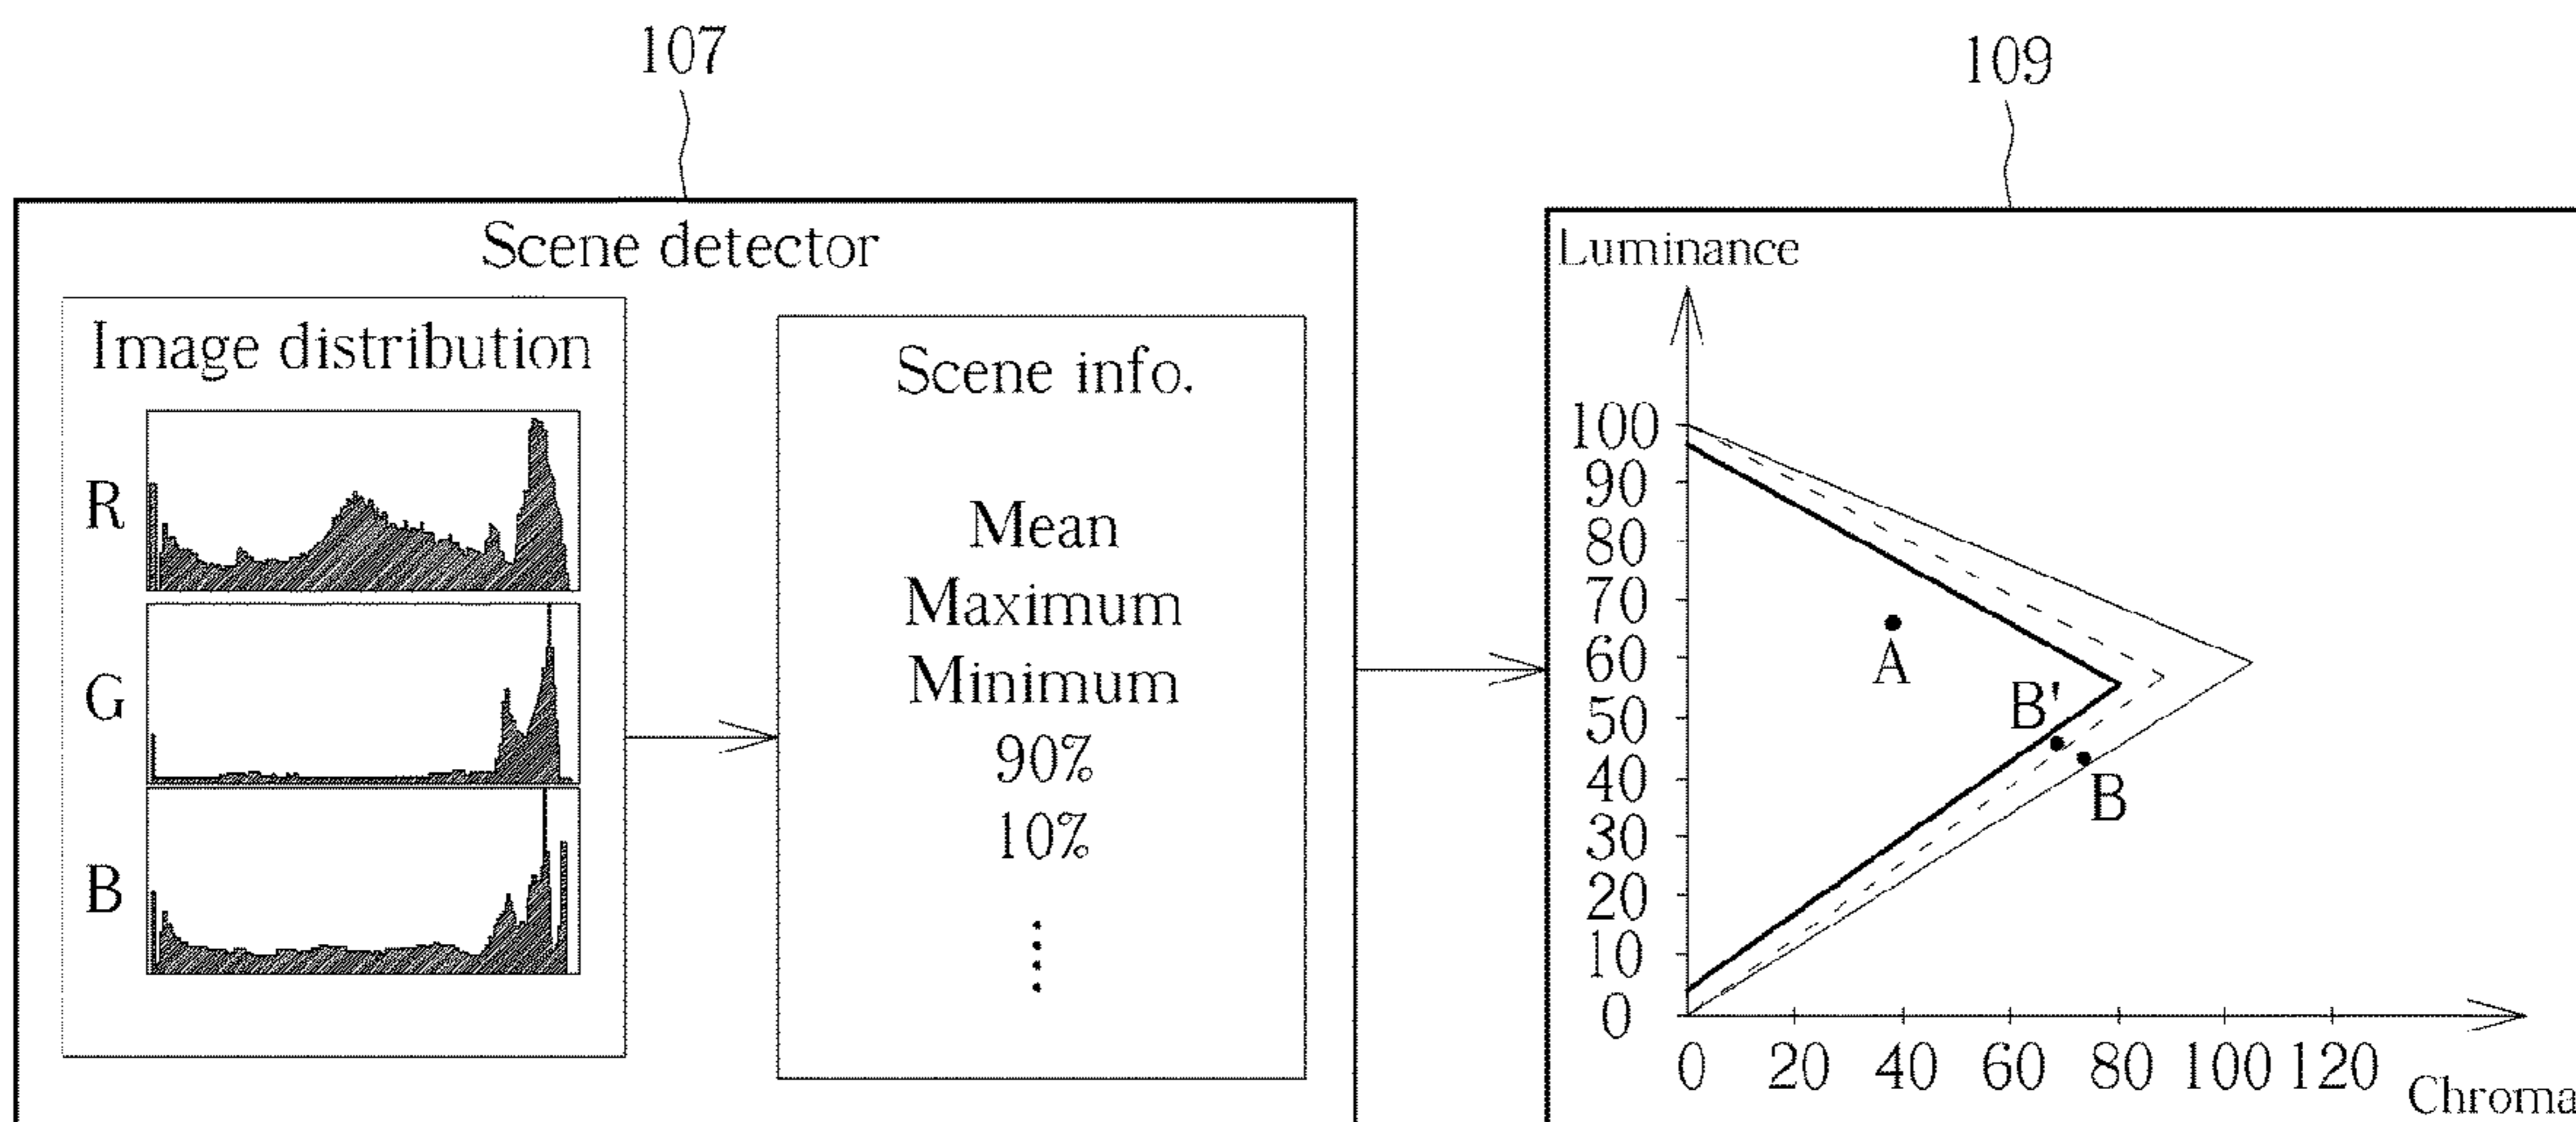 107
109
Scene detector
Image distribution
R
G
B
Scene info.
Mean
Maximum
Minimum
90%
10%
Luminance
100
90
80
70
60
50
40
30
20
10
0
A
B'
B
0 20 40 60 80 100 120
Chroma